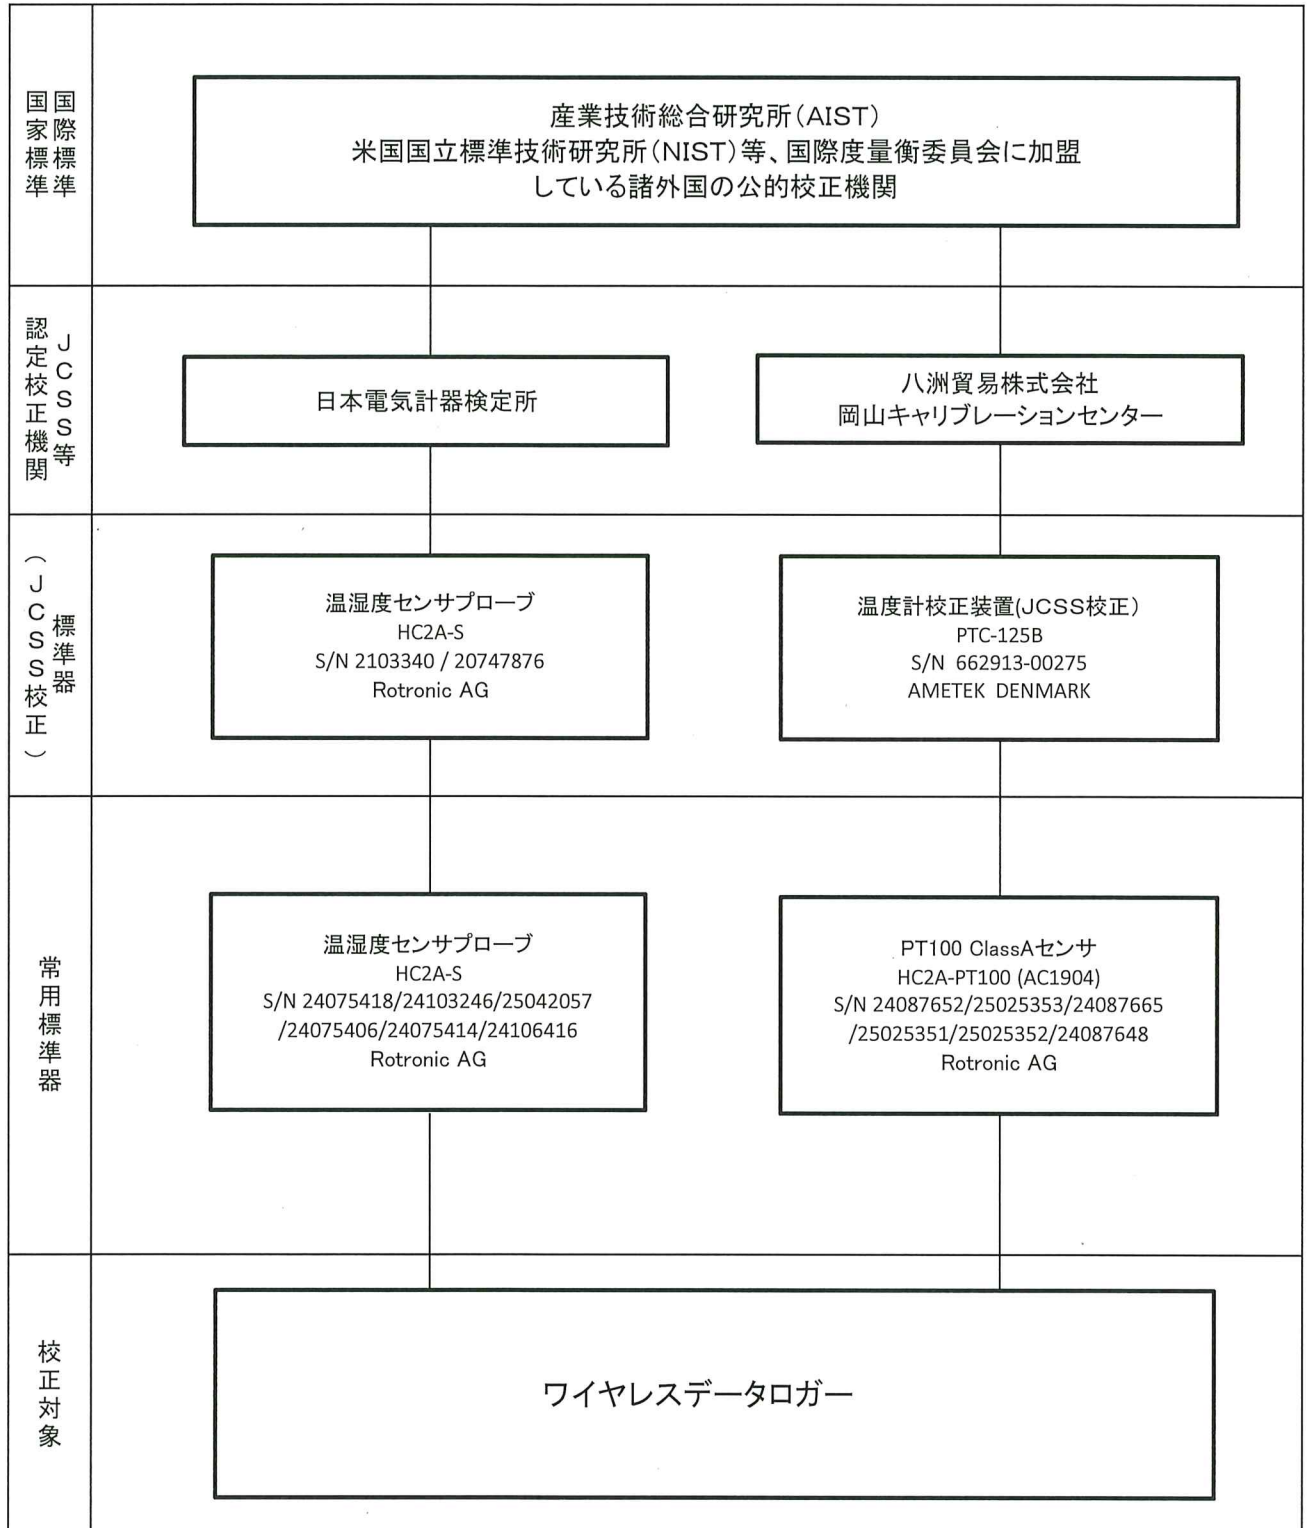 国際標準
国家標準
産業技術総合研究所(AIST)
米国国立標準技術研究所(NIST)等、国際度量衡委員会に加盟
している諸外国の公的校正機関
JCSS等
認定校正機関
日本電気計器検定所
八洲貿易株式会社
岡山キャリブレーションセンター
標準器
(JCSS校正)
温湿度センサプローブ
HC2A-S
S/N 2103340 / 20747876
Rotronic AG
温度計校正装置(JCSS校正)
PTC-125B
S/N 662913-00275
AMETEK DENMARK
常用標準器
温湿度センサプローブ
HC2A-S
S/N 24075418/24103246/25042057
/24075406/24075414/24106416
Rotronic AG
PT100 ClassAセンサ
HC2A-PT100 (AC1904)
S/N 24087652/25025353/24087665
/25025351/25025352/24087648
Rotronic AG
校正対象
ワイヤレスデータロガー